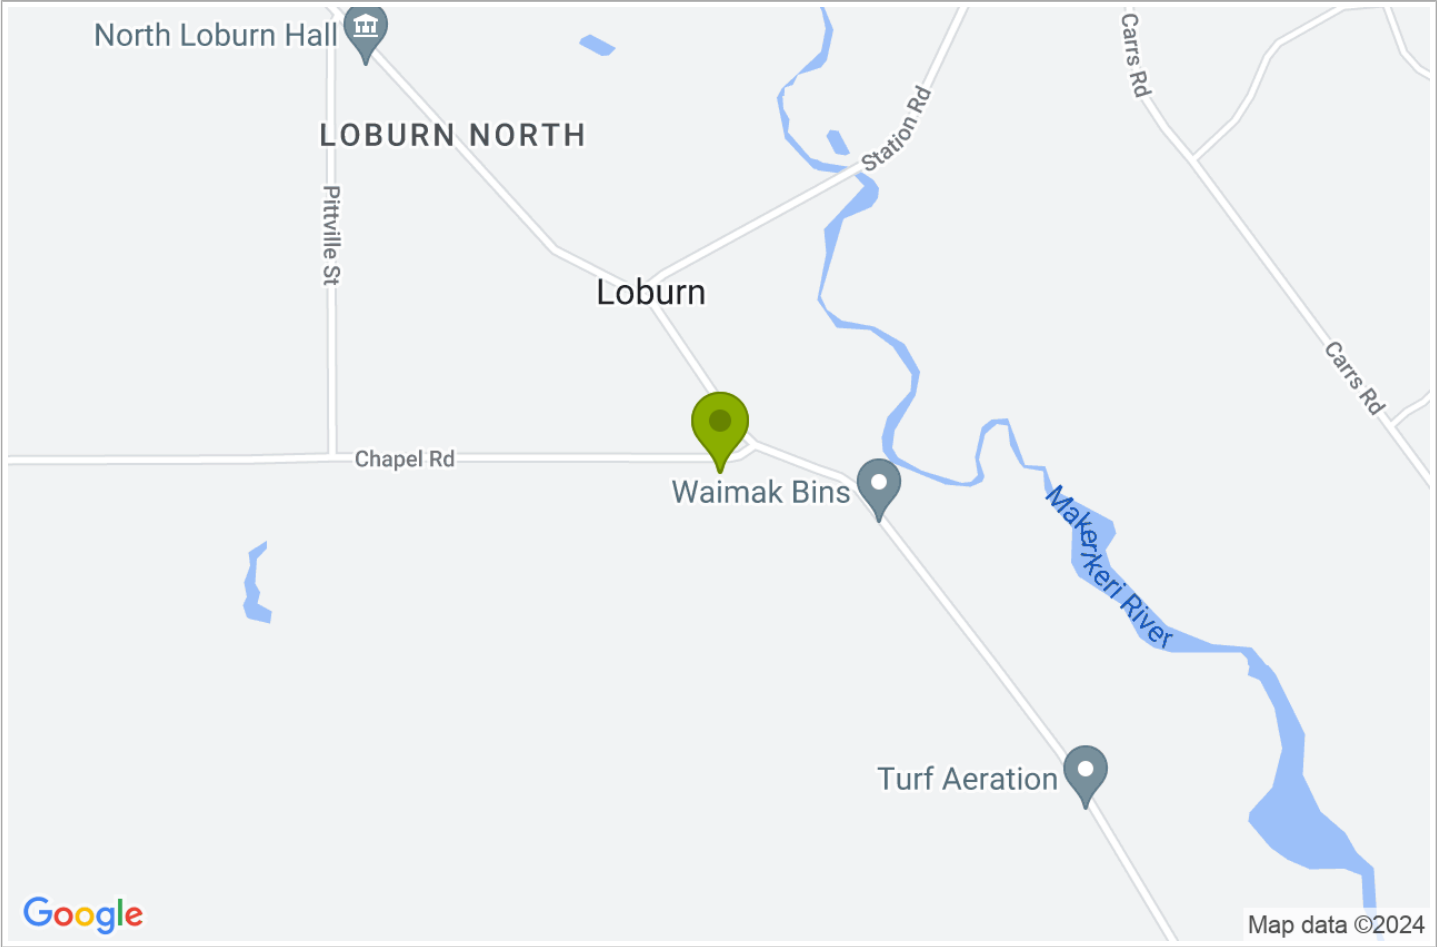 North Loburn Hall
Carrs Rd
LOBURN NORTH
Station Rd
Pittville St
Loburn
Carrs Rd
Chapel Rd
Waimak Bins
Makerikeri River
Turf Aeration
Google
Map data ©2024